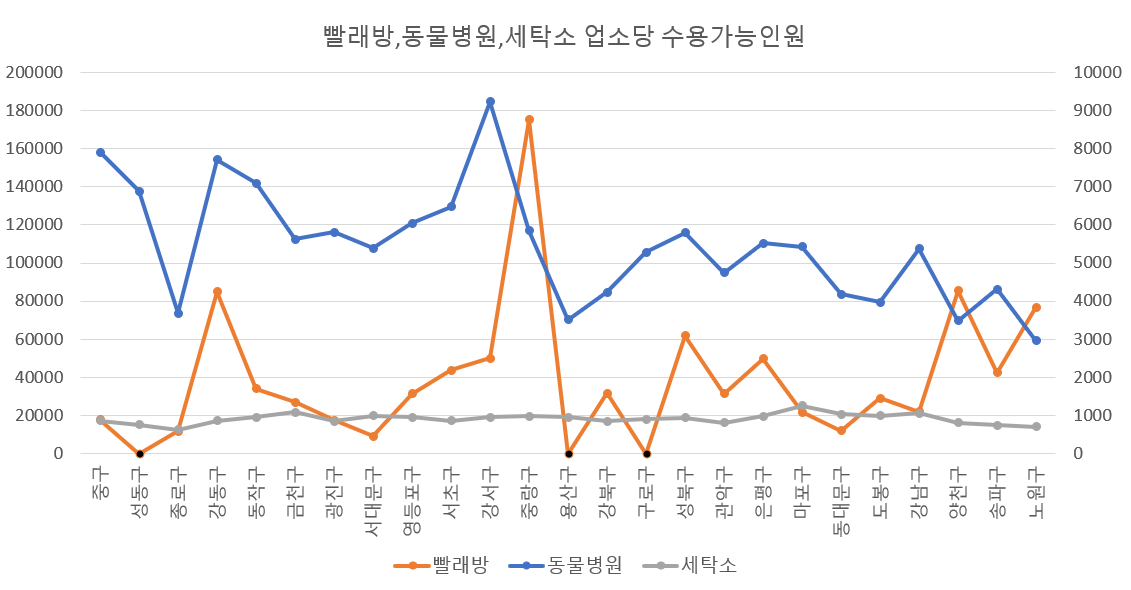 빨래방,동물병원,세탁소 업소당 수용가능인원
200000
180000
160000
140000
120000
100000
80000
60000
40000
20000
0
10000
9000
8000
7000
6000
5000
4000
3000
2000
1000
0
중구
성동구
종로구
강동구
동작구
금천구
광진구
서대문구
영등포구
서초구
강서구
중랑구
용산구
강북구
구로구
성북구
관악구
은평구
마포구
동대문구
도봉구
강남구
양천구
송파구
노원구
빨래방 동물병원 세탁소